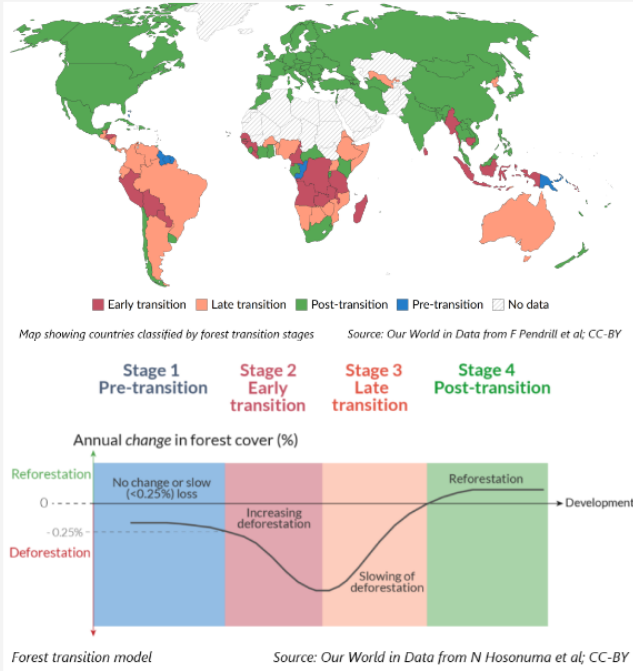 Early transition Late transition Post-transition Pre-transition No data
Map showing countries classified by forest transition stages Source: Our World in Data from F Pendrill et al; CC-BY
Stage 1
Pre-transition
Stage 2
Early
transition
Stage 3
Late
transition
Stage 4
Post-transition
Annual change in forest cover (%)
Reforestation
No change or slow
(<0.25%) loss
Reforestation
0
Development
Increasing
deforestation
-0.25%
Deforestation
Slowing of
deforestation
Forest transition model Source: Our World in Data from N Hosonuma et al; CC-BY